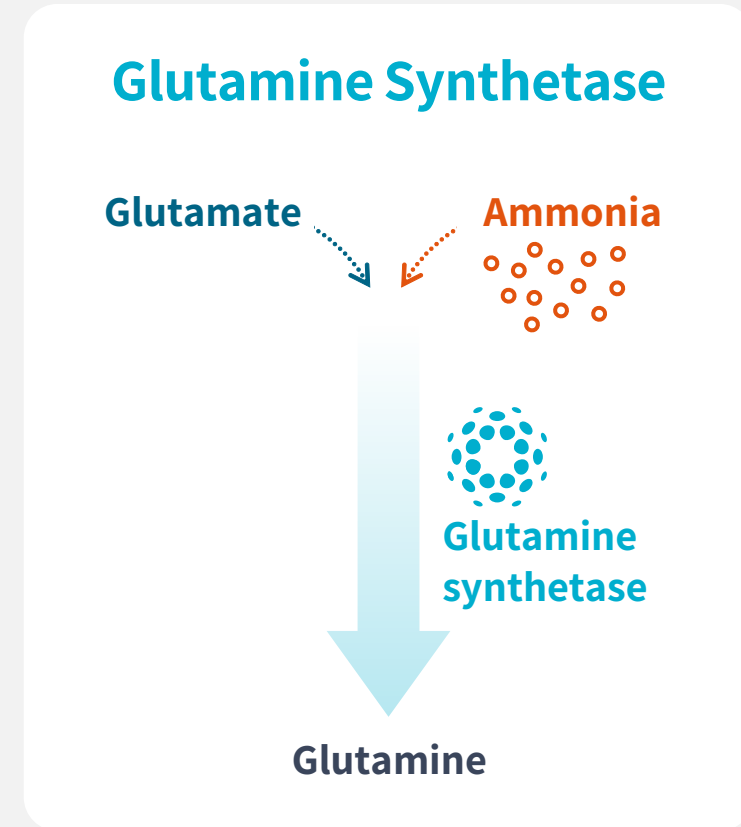 Glutamine Synthetase
Glutamate
Ammonia
Glutamine
synthetase
Glutamine